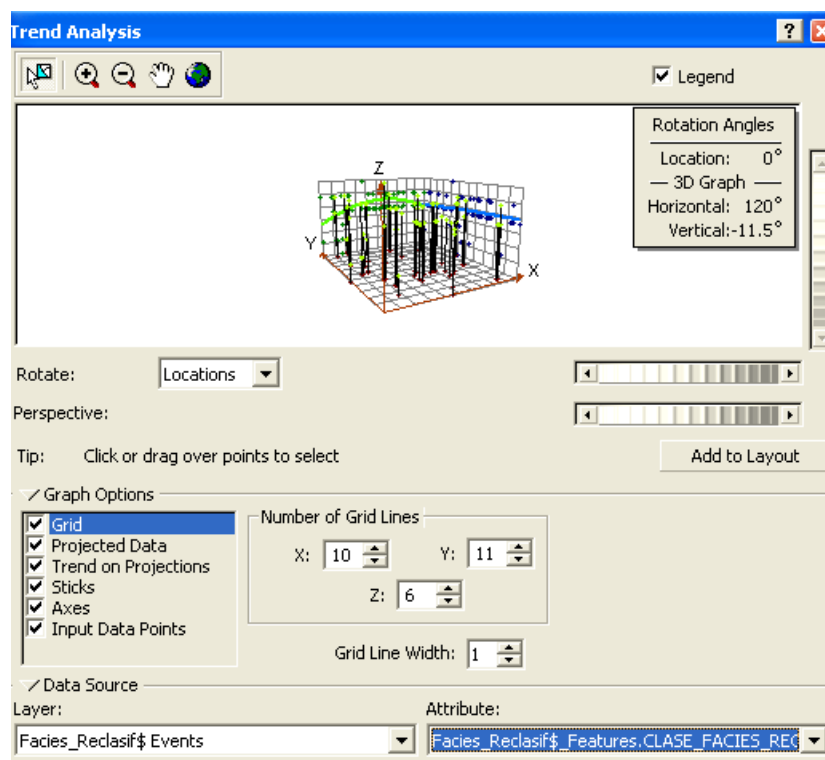 Trend Analysis
Legend
Rotation Angles
Location: 0°
3D Graph
Horizontal: 120°
Vertical:-11.5°
Z
Y
X
Rotate: Locations
Perspective:
Tip: Click or drag over points to select
Add to Layout
Graph Options
Grid
Projected Data
Trend on Projections
Sticks
Axes
Input Data Points
Number of Grid Lines
X: 10 Y: 11
Z: 6
Grid Line Width: 1
Data Source
Layer: Attribute:
Facies_Reclasif$ Events Facies_Reclasif$_Features.CLASE_FACIES_REC